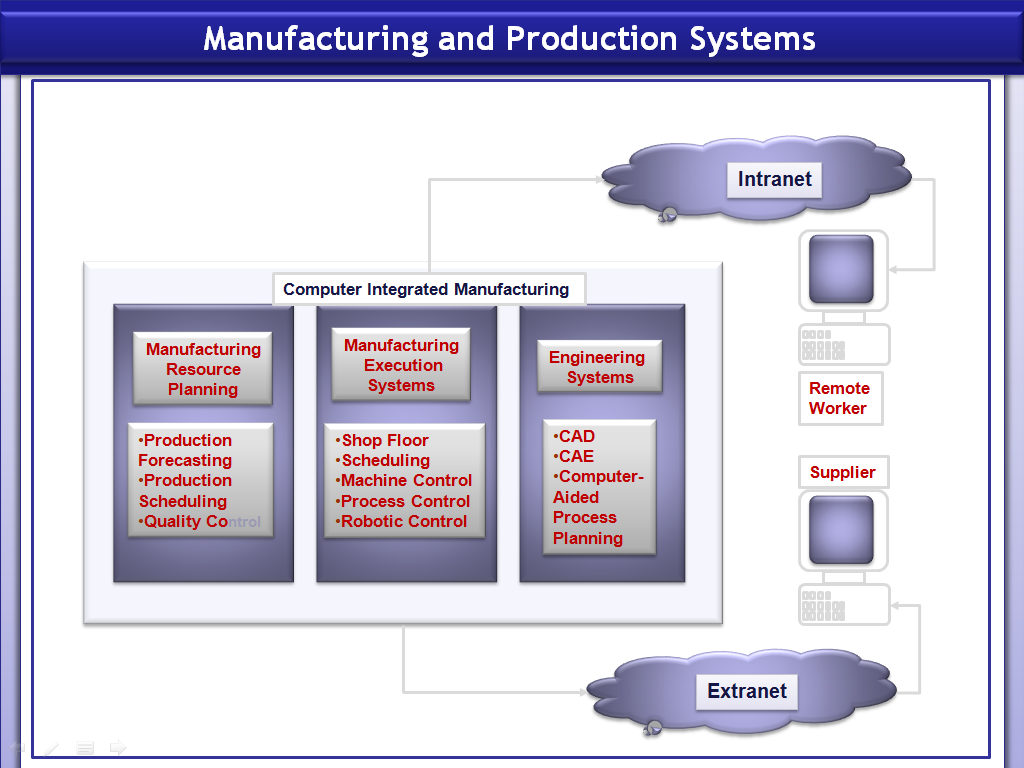 Manufacturing and Production Systems
Intranet
Computer Integrated Manufacturing
Manufacturing
Resource
Planning
•Production
Forecasting
•Production
Scheduling
•Quality Control
Manufacturing
Execution
Systems
•Shop Floor
•Scheduling
•Machine Control
•Process Control
•Robotic Control
Engineering
Systems
•CAD
•CAE
•Computer-
Aided
Process
Planning
Remote
Worker
Supplier
Extranet